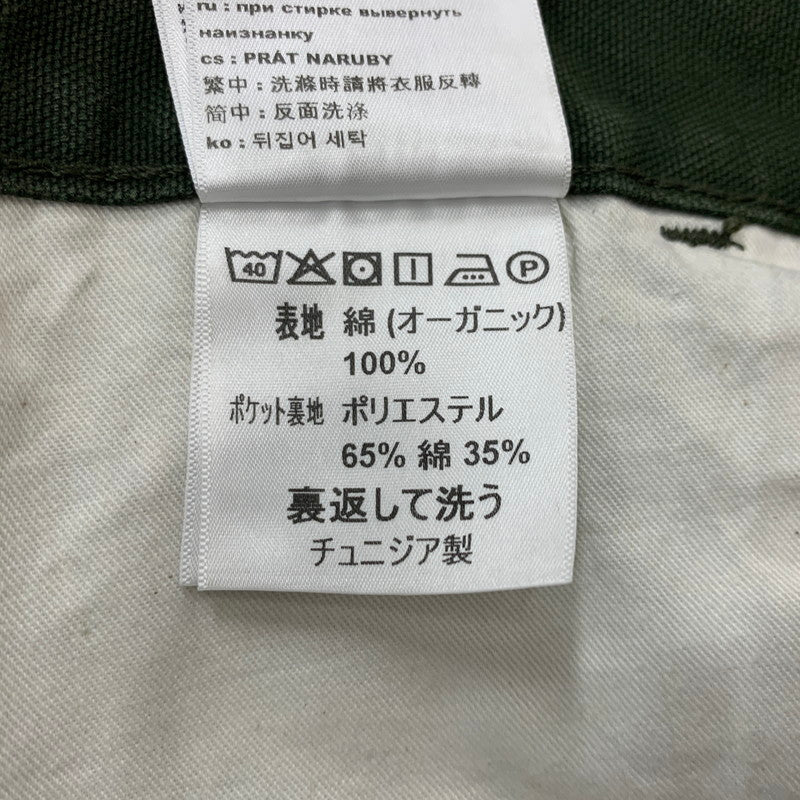 ru : при стирке вывернуть
наизнанку
cs : PRÁT NARUBY
繁中 : 洗滌時請將衣服反轉
简中 : 反面洗涤
ko : 뒤집어 세탁
40 P
表地 綿 (オーガニック)
100%
ポケット裏地 ポリエステル
65% 綿 35%
裏返して洗う
チュニジア製